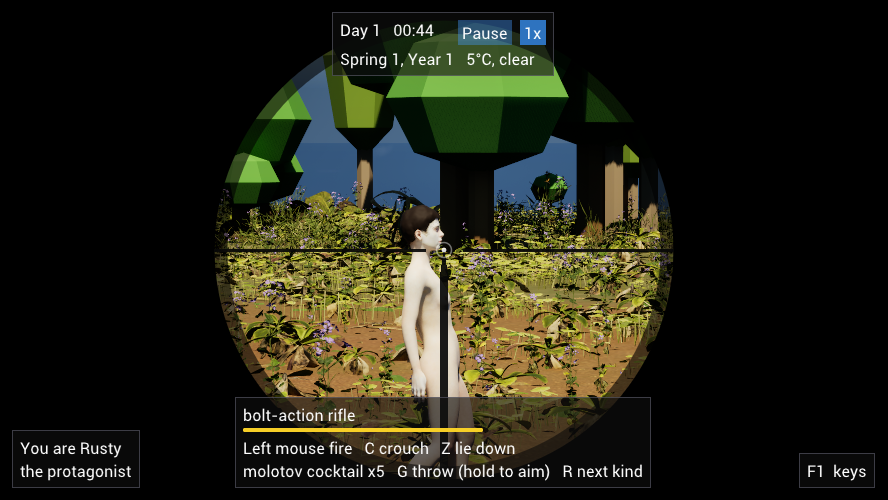 Day 1 00:44 Pause 1x
Spring 1, Year 1 5°C, clear
bolt-action rifle
Left mouse fire C crouch Z lie down
molotov cocktail x5 G throw (hold to aim) R next kind
You are Rusty
the protagonist
F1 keys